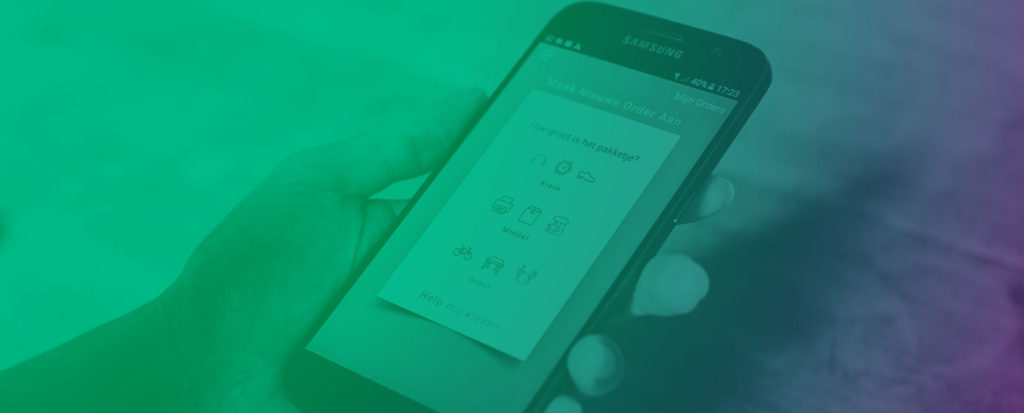 SAMSUNG
40% 17:23
Mijn Orders
Maak Nieuwe Order Aan
Hoe groot is het pakketje?
Klein
Middel
Groot
Help mij kiezen